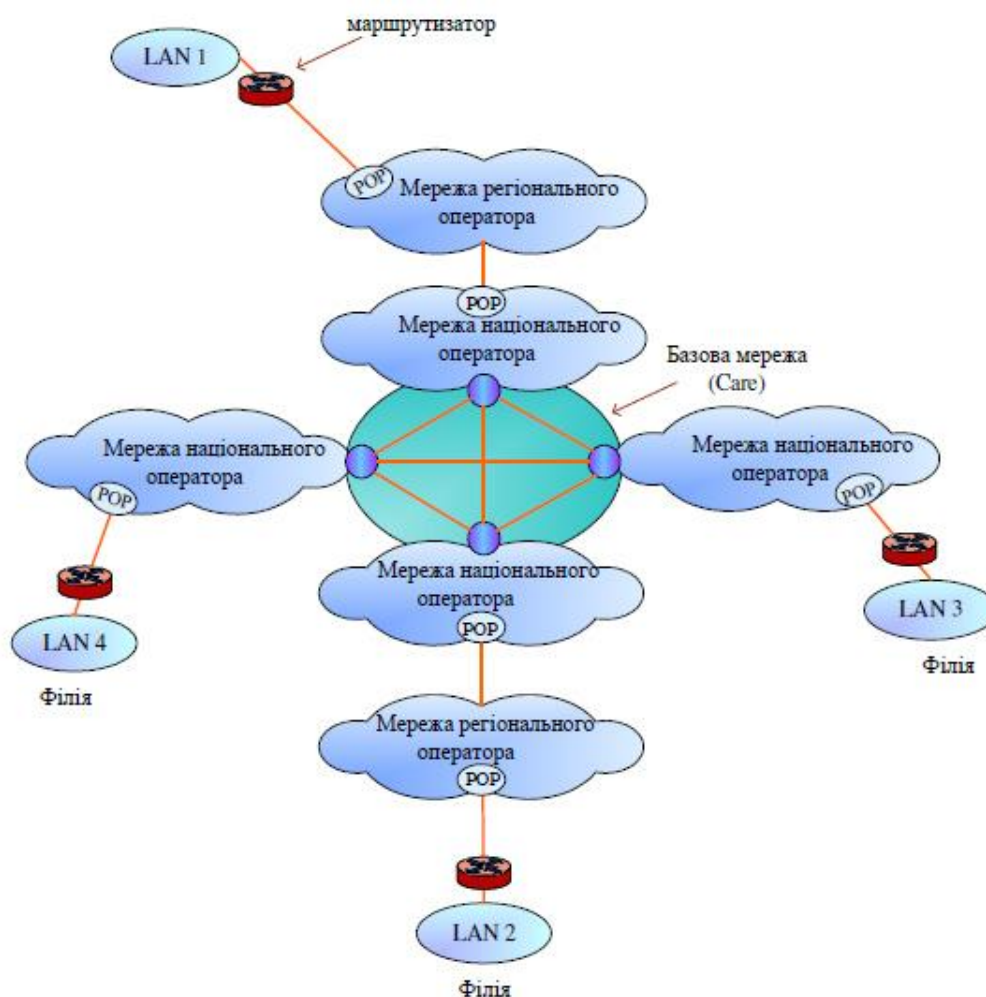 маршрутизатор
LAN 1
POP
Мережа регіонального
оператора
POP
Мережа національного
оператора
Базова мережа
(Care)
Мережа національного
оператора
POP
Мережа національного
оператора
POP
Мережа національного
оператора
POP
LAN 4
Філія
LAN 3
Філія
Мережа регіонального
оператора
POP
LAN 2
Філія